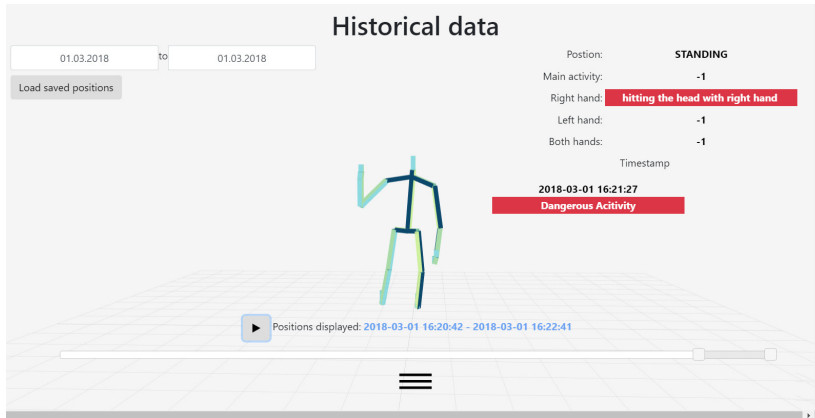 Historical data
01.03.2018 to 01.03.2018
Load saved positions
Postion: STANDING
Main activity: -1
Right hand: hitting the head with right hand
Left hand: -1
Both hands: -1
Timestamp
2018-03-01 16:21:27
Dangerous Acitivity
Positions displayed: 2018-03-01 16:20:42 - 2018-03-01 16:22:41